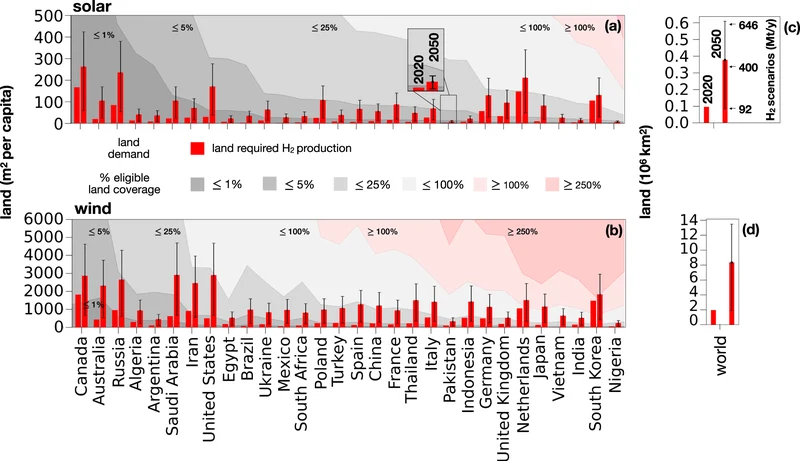 solar
land (m² per capita)
500
400
300
200
100
0
≤ 1%
≤ 5%
≤ 25%
≤ 100%
≥ 100%
(a)
2020
2050
land demand
land required H₂ production
% eligible land coverage
≤ 1%
≤ 5%
≤ 25%
≤ 100%
≥ 100%
≥ 250%
wind
6000
5000
4000
3000
2000
1000
0
≤ 5%
≤ 25%
≤ 100%
≥ 100%
≥ 250%
(b)
≤ 1%
Canada
Australia
Russia
Algeria
Argentina
Saudi Arabia
Iran
United States
Egypt
Brazil
Ukraine
Mexico
South Africa
Poland
Turkey
Spain
China
France
Thailand
Italy
Pakistan
Indonesia
Germany
United Kingdom
Netherlands
Japan
Vietnam
India
South Korea
Nigeria
land (10⁶ km²)
0.6
0.5
0.4
0.3
0.2
0.1
0.0
2020
2050
646
400
92
H₂ scenarios (Mt/y)
(c)
14
12
10
8
6
4
2
0
(d)
world